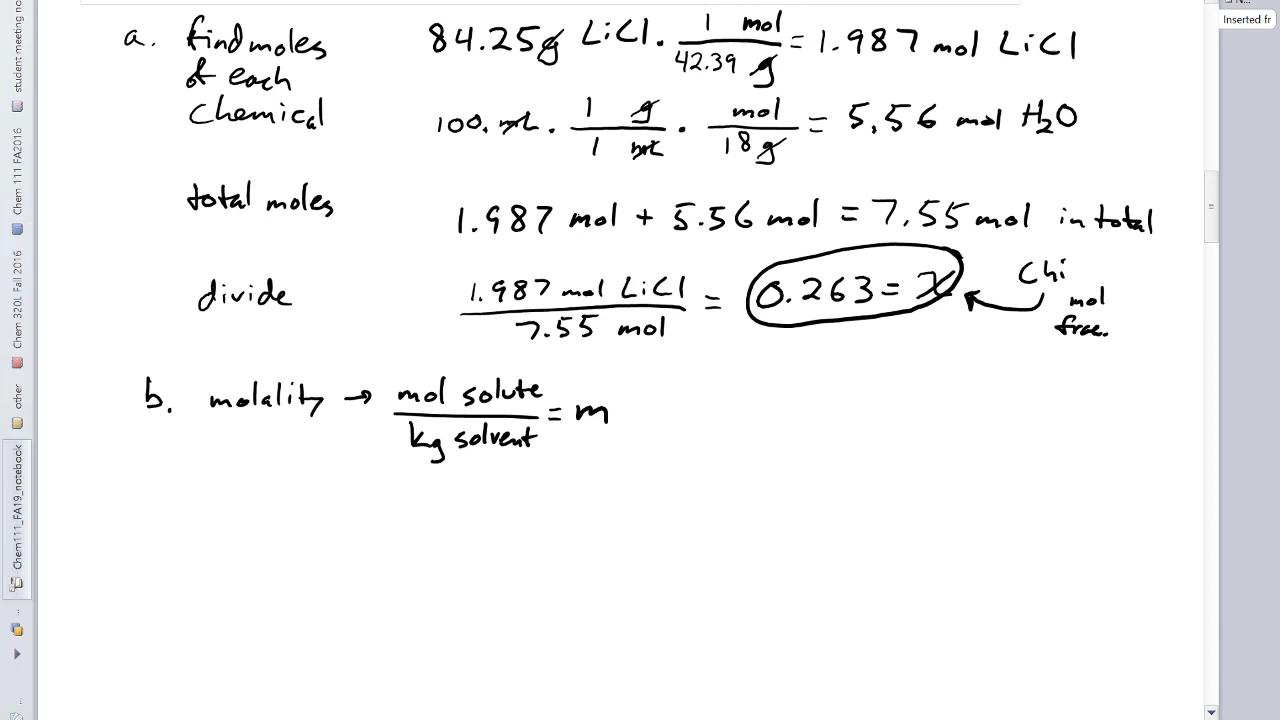 a. find moles of each chemical
84.25g LiCl · 1 mol / 42.39 g = 1.987 mol LiCl
100. mL · 1 g / 1 mL · mol / 18 g = 5.56 mol H₂O
total moles 1.987 mol + 5.56 mol = 7.55 mol in total
divide 1.987 mol LiCl / 7.55 mol = 0.263 = χ
Chi
mol
frac.
b. molality → mol solute / kg solvent = m
student meeting no
Chem 111 FA2016
Chem 320L Fall 2016
other
Chem111_FA19_notebook
...
...
N...
Inserted fr